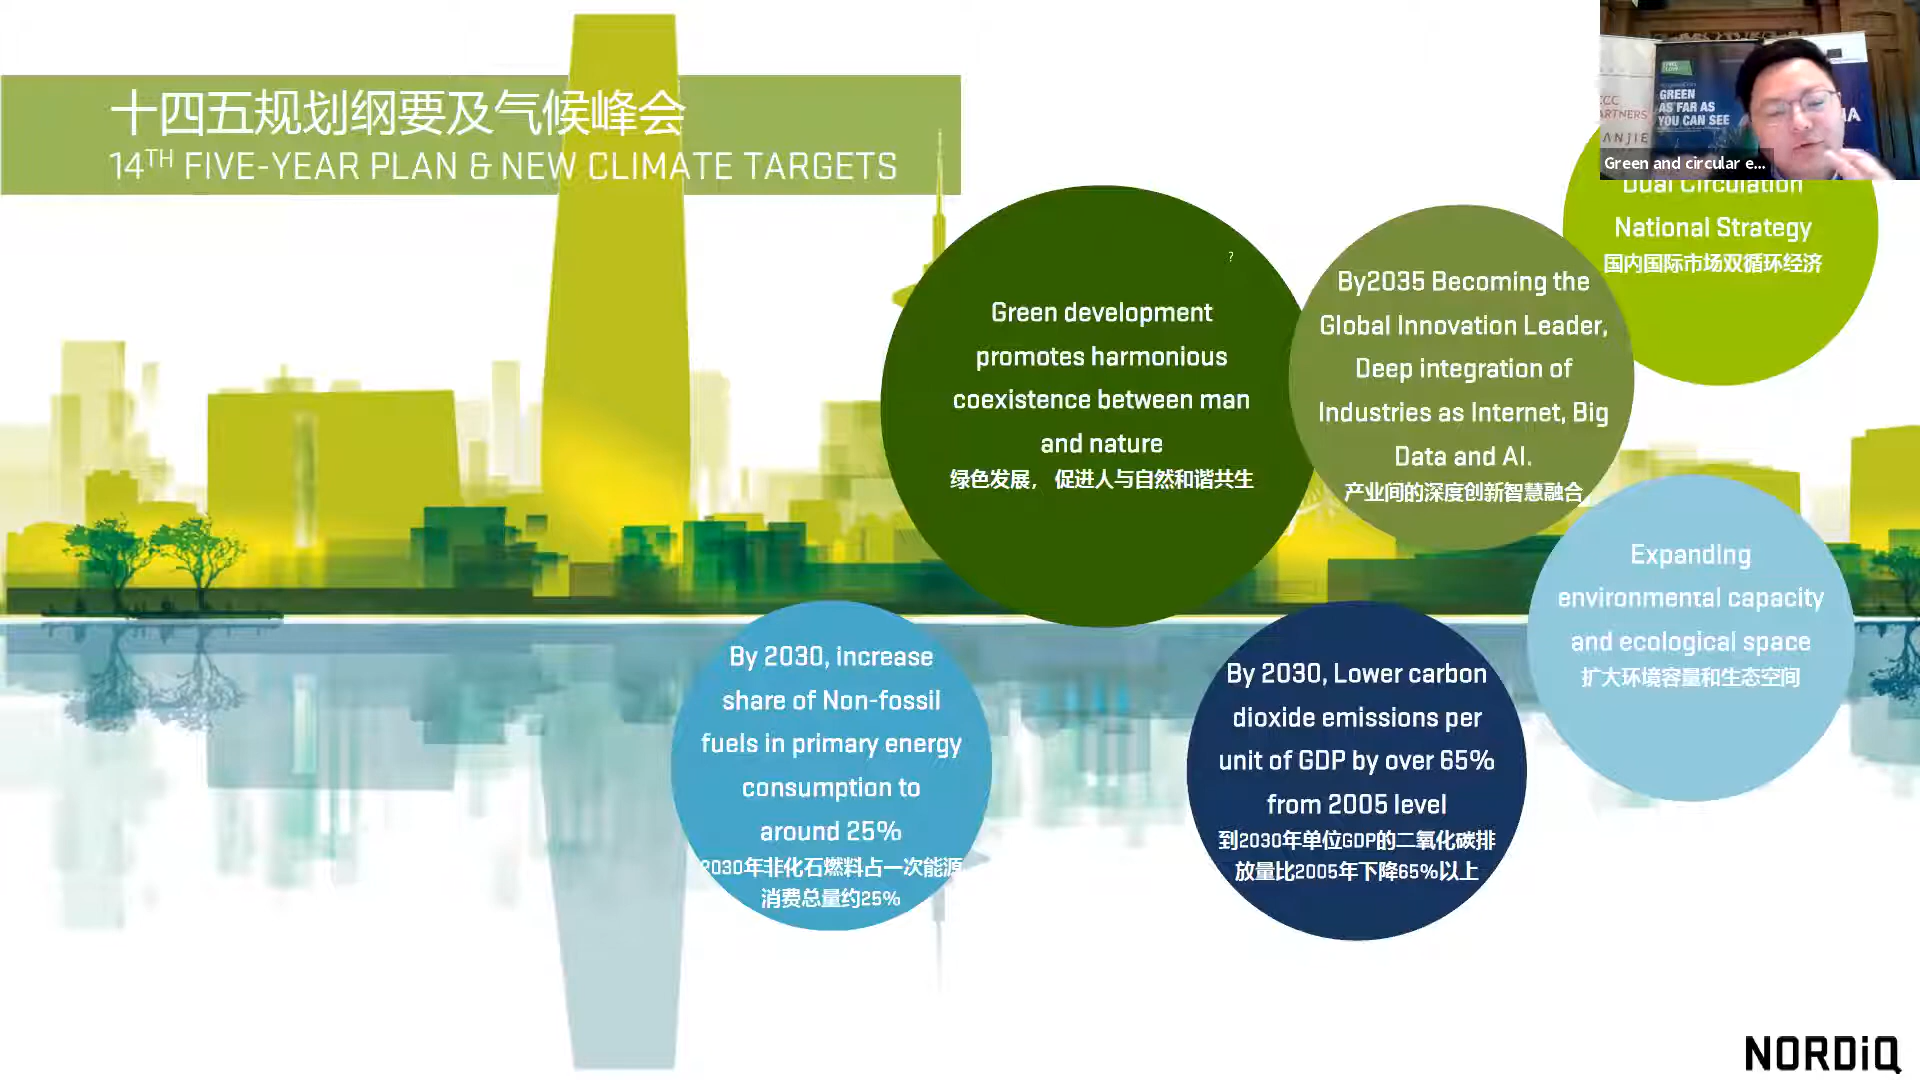 十四五规划纲要及气候峰会
14TH FIVE-YEAR PLAN & NEW CLIMATE TARGETS
?
Green development
promotes harmonious
coexistence between man
and nature
绿色发展， 促进人与自然和谐共生
By2035 Becoming the
Global Innovation Leader,
Deep integration of
Industries as Internet, Big
Data and AI.
产业间的深度创新智慧融合
Dual Circulation
National Strategy
国内国际市场双循环经济
Expanding
environmental capacity
and ecological space
扩大环境容量和生态空间
By 2030, increase
share of Non-fossil
fuels in primary energy
consumption to
around 25%
2030年非化石燃料占一次能源
消费总量约25%
By 2030, Lower carbon
dioxide emissions per
unit of GDP by over 65%
from 2005 level
到2030年单位GDP的二氧化碳排
放量比2005年下降65%以上
GREEN
AS FAR AS
YOU CAN SEE
Green and circular e...
NORDiQ